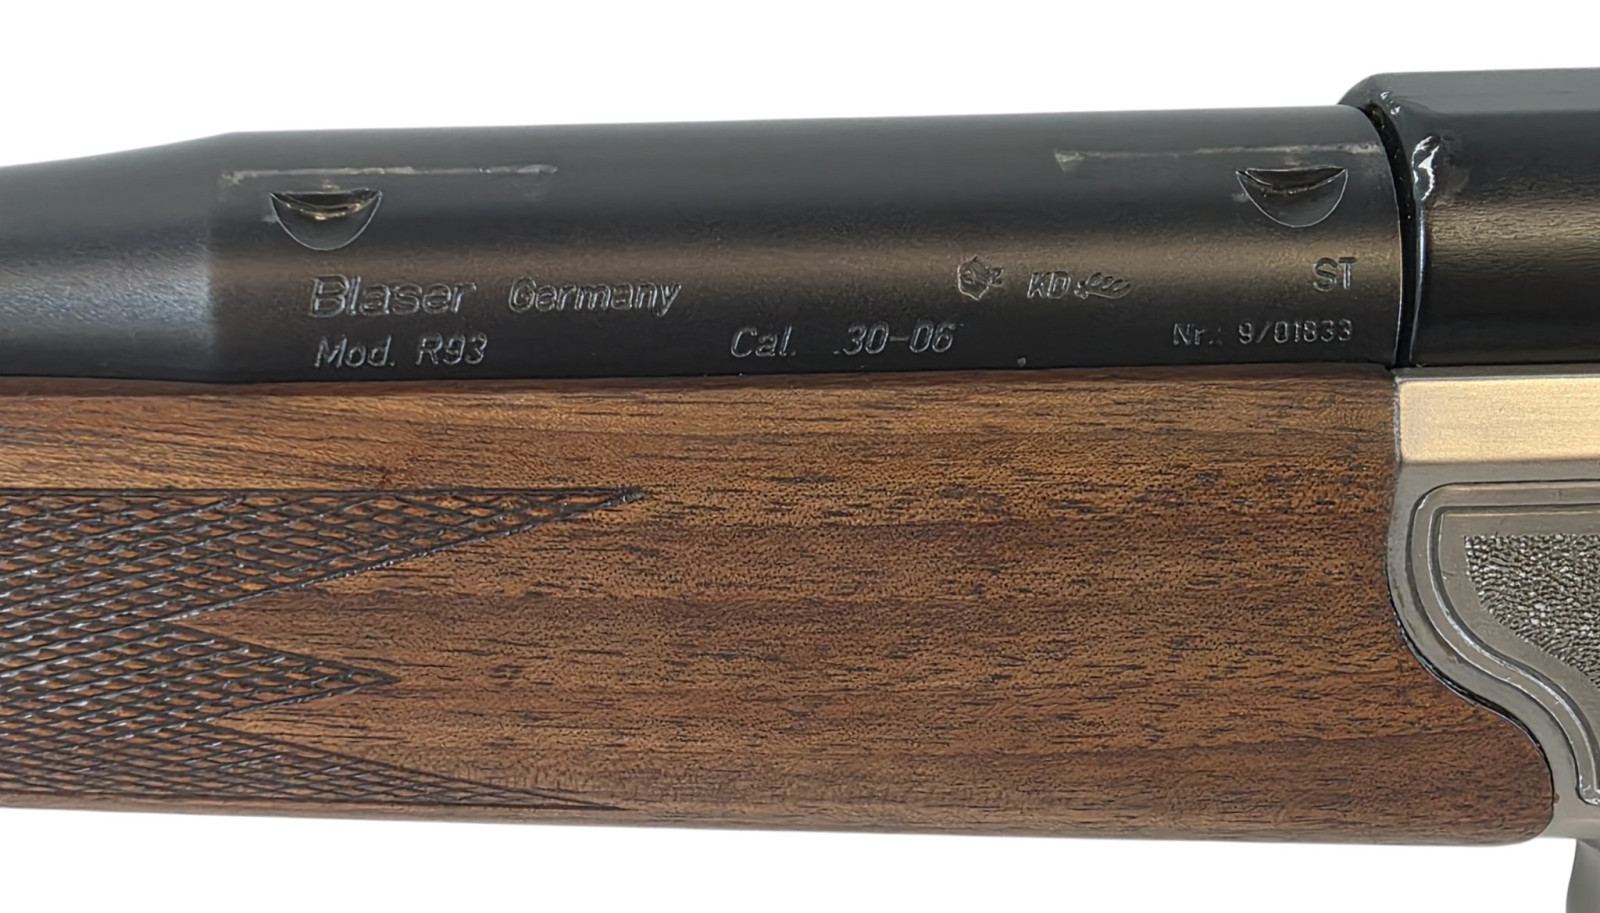 Blaser Germany
KD
ST
Mod. R93
Cal. .30-06
Nr.: 9/01833